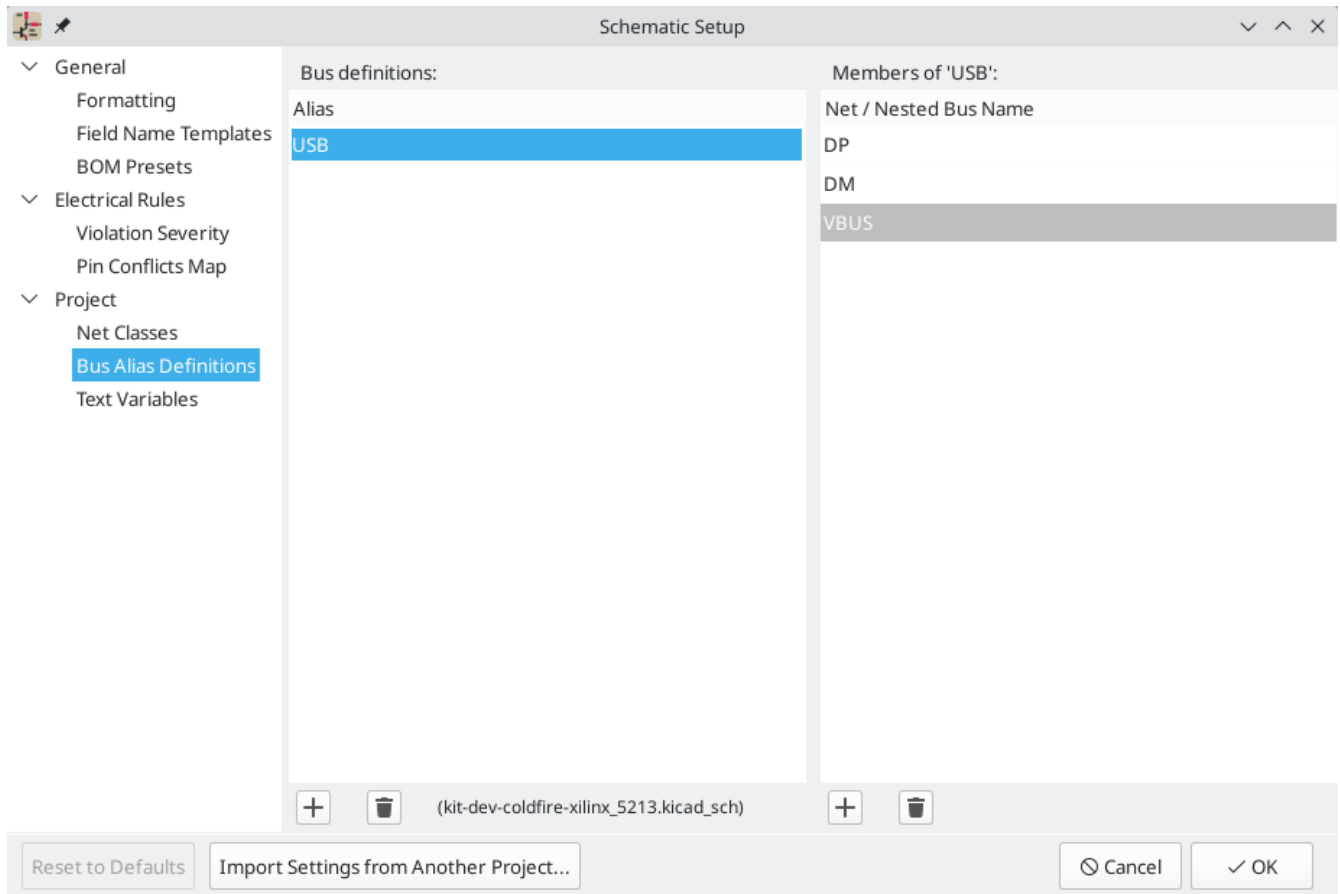 Schematic Setup
General
Formatting
Field Name Templates
BOM Presets
Electrical Rules
Violation Severity
Pin Conflicts Map
Project
Net Classes
Bus Alias Definitions
Text Variables
Bus definitions:
Alias
USB
(kit-dev-coldfire-xilinx_5213.kicad_sch)
Members of 'USB':
Net / Nested Bus Name
DP
DM
VBUS
Reset to Defaults
Import Settings from Another Project...
Cancel
OK